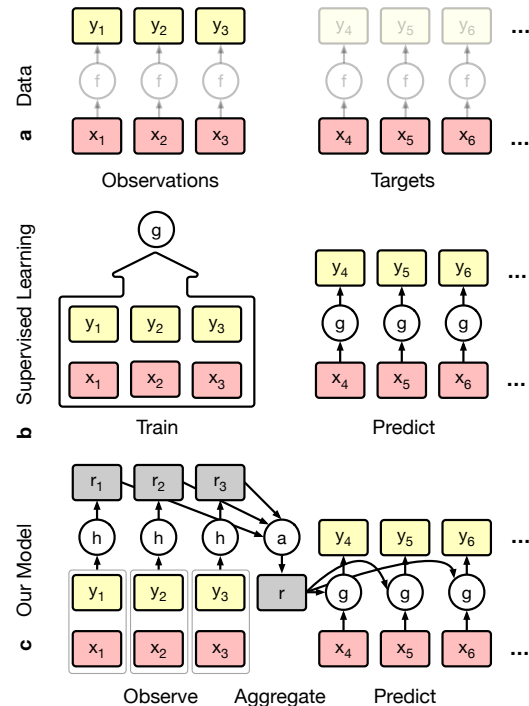 y1 y2 y3 y4 y5 y6 ...
f f f f f f
x1 x2 x3 x4 x5 x6 ...
Observations Targets
a Data
g
y1 y2 y3 y4 y5 y6 ...
g g g
x1 x2 x3 x4 x5 x6 ...
Train Predict
b Supervised Learning
r1 r2 r3
h h h a y4 y5 y6 ...
y1 y2 y3 r g g g
x1 x2 x3 x4 x5 x6 ...
Observe Aggregate Predict
c Our Model